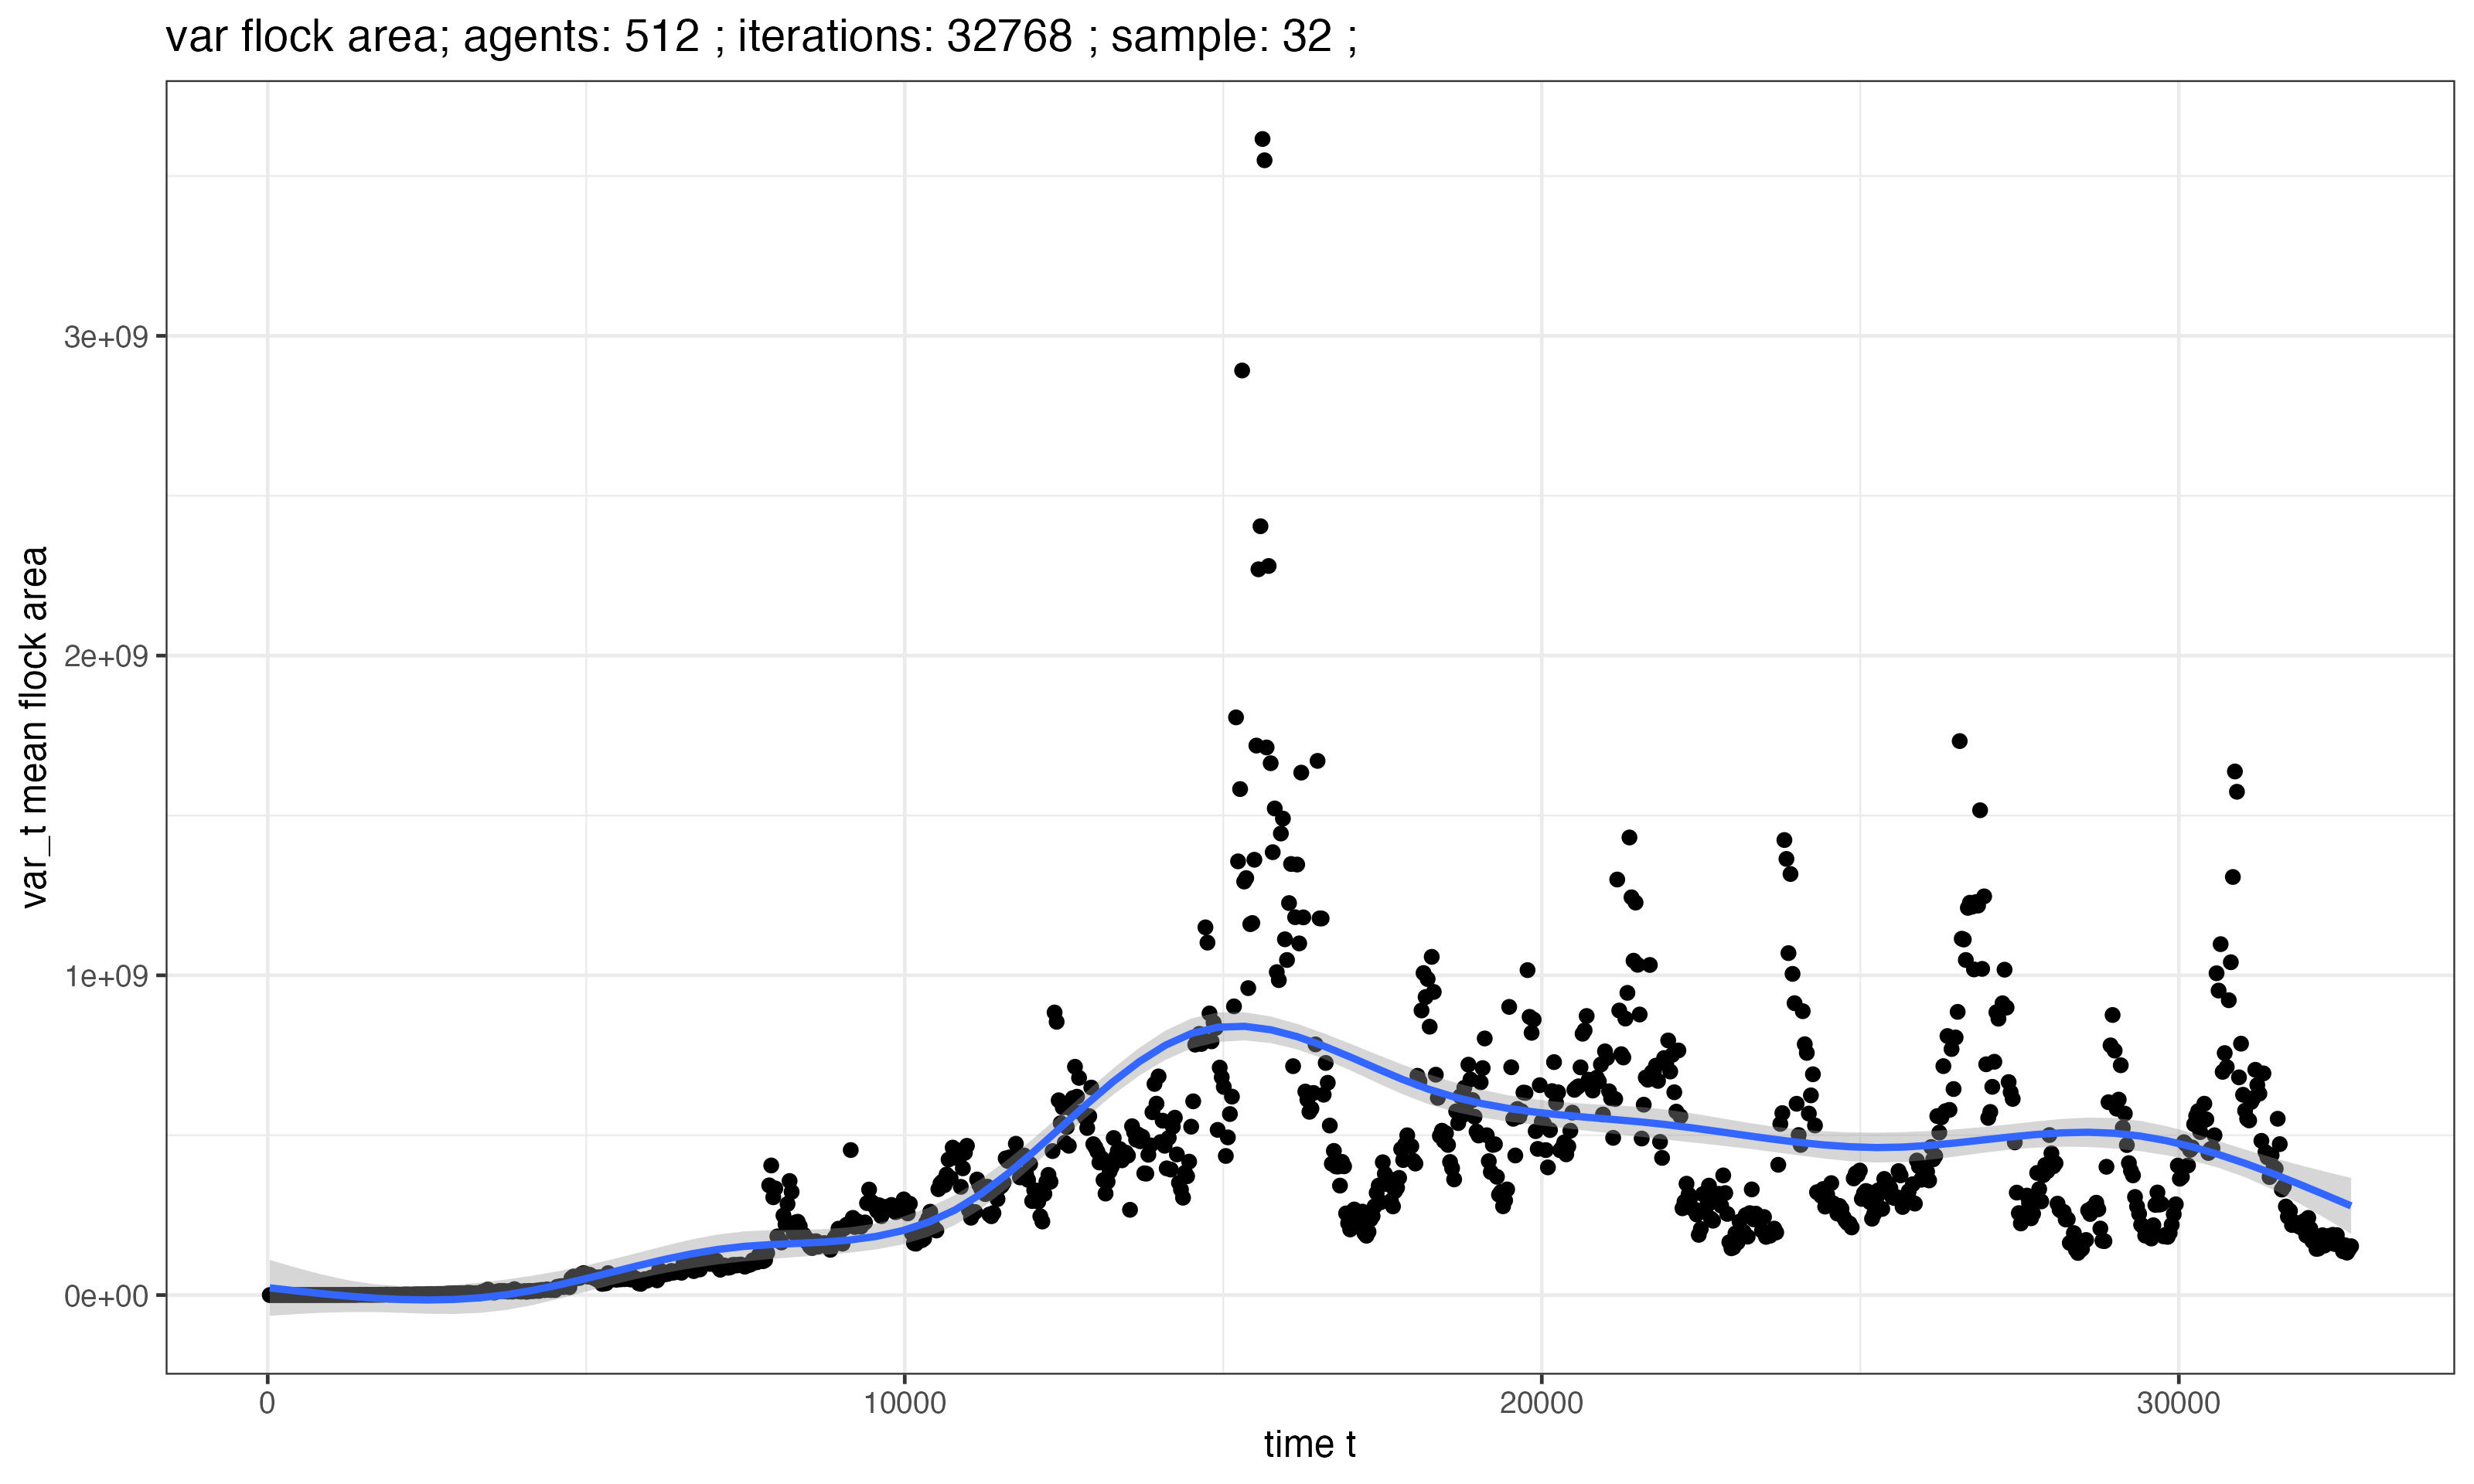 var flock area; agents: 512 ; iterations: 32768 ; sample: 32 ;
var_t mean flock area
3e+09
2e+09
1e+09
0e+00
0
10000
20000
30000
time t